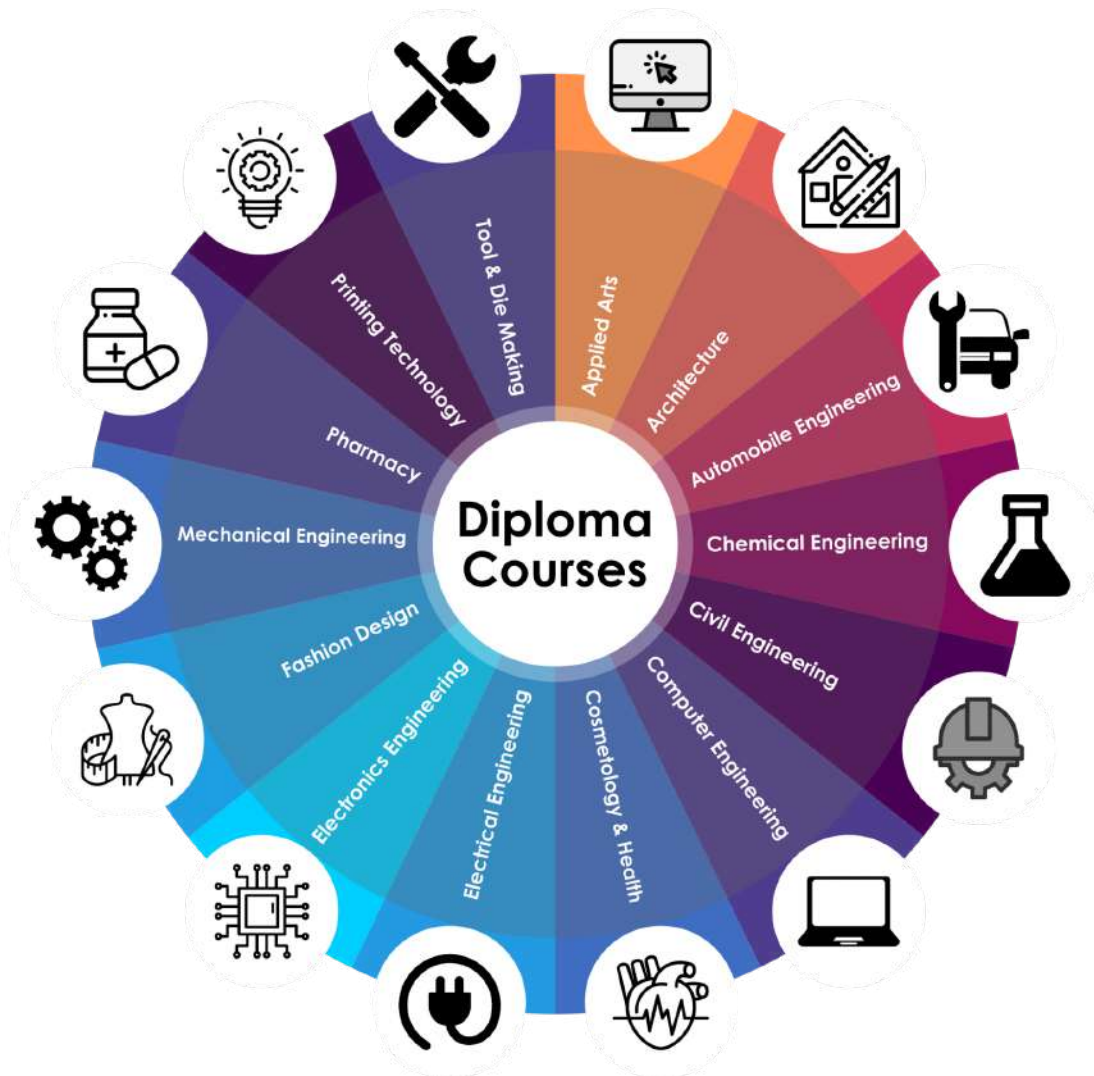 Diploma
Courses
Applied Arts
Architecture
Automobile Engineering
Chemical Engineering
Civil Engineering
Computer Engineering
Cosmetology & Health
Electrical Engineering
Electronics Engineering
Fashion Design
Mechanical Engineering
Pharmacy
Printing Technology
Tool & Die Making